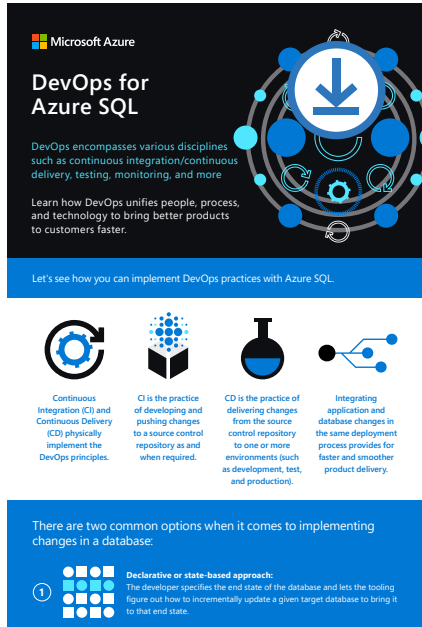 Microsoft Azure
DevOps for
Azure SQL
DevOps encompasses various disciplines
such as continuous integration/continuous
delivery, testing, monitoring, and more
Learn how DevOps unifies people, process,
and technology to bring better products
to customers faster.
Let's see how you can implement DevOps practices with Azure SQL.
Continuous
Integration (CI) and
Continuous Delivery
(CD) physically
implement the
DevOps principles.
CI is the practice
of developing and
pushing changes
to a source control
repository as and
when required.
CD is the practice of
delivering changes
from the source
control repository
to one or more
environments (such
as development, test,
and production).
Integrating
application and
database changes in
the same deployment
process provides for
faster and smoother
product delivery.
There are two common options when it comes to implementing
changes in a database:
1
Declarative or state-based approach:
The developer specifies the end state of the database and lets the tooling
figure out how to incrementally update a given target database to bring it
to that end state.